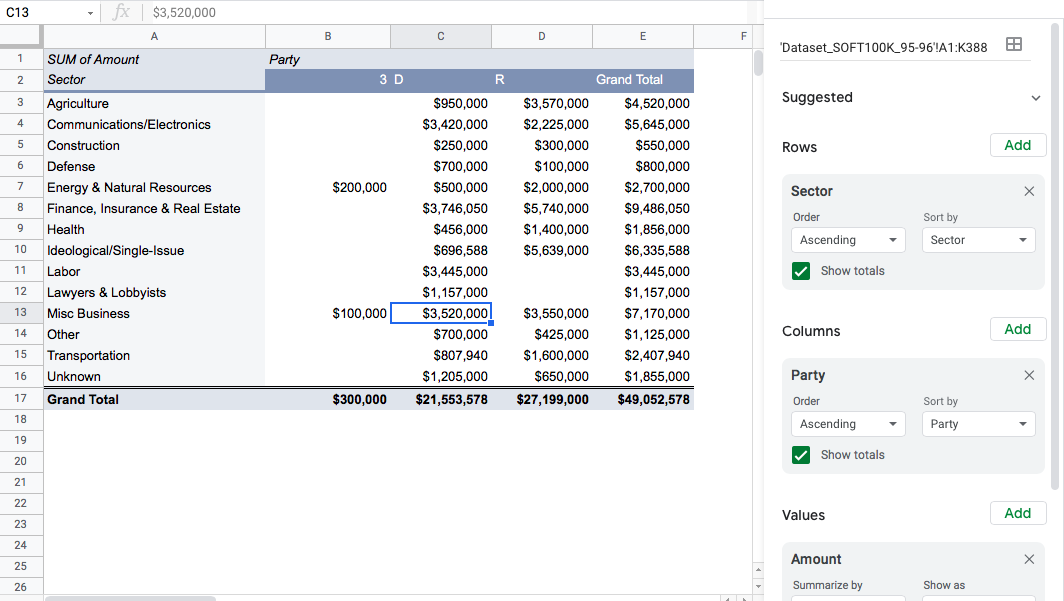 C13 fx $3,520,000
A B C D E F
1 SUM of Amount Party
2 Sector 3 D R Grand Total
3 Agriculture $950,000 $3,570,000 $4,520,000
4 Communications/Electronics $3,420,000 $2,225,000 $5,645,000
5 Construction $250,000 $300,000 $550,000
6 Defense $700,000 $100,000 $800,000
7 Energy & Natural Resources $200,000 $500,000 $2,000,000 $2,700,000
8 Finance, Insurance & Real Estate $3,746,050 $5,740,000 $9,486,050
9 Health $456,000 $1,400,000 $1,856,000
10 Ideological/Single-Issue $696,588 $5,639,000 $6,335,588
11 Labor $3,445,000 $3,445,000
12 Lawyers & Lobbyists $1,157,000 $1,157,000
13 Misc Business $100,000 $3,520,000 $3,550,000 $7,170,000
14 Other $700,000 $425,000 $1,125,000
15 Transportation $807,940 $1,600,000 $2,407,940
16 Unknown $1,205,000 $650,000 $1,855,000
17 Grand Total $300,000 $21,553,578 $27,199,000 $49,052,578
18
19
20
21
22
23
24
25
26
'Dataset_SOFT100K_95-96'!A1:K388
Suggested
Rows Add
Sector
Order Sort by
Ascending Sector
Show totals
Columns Add
Party
Order Sort by
Ascending Party
Show totals
Values Add
Amount
Summarize by Show as